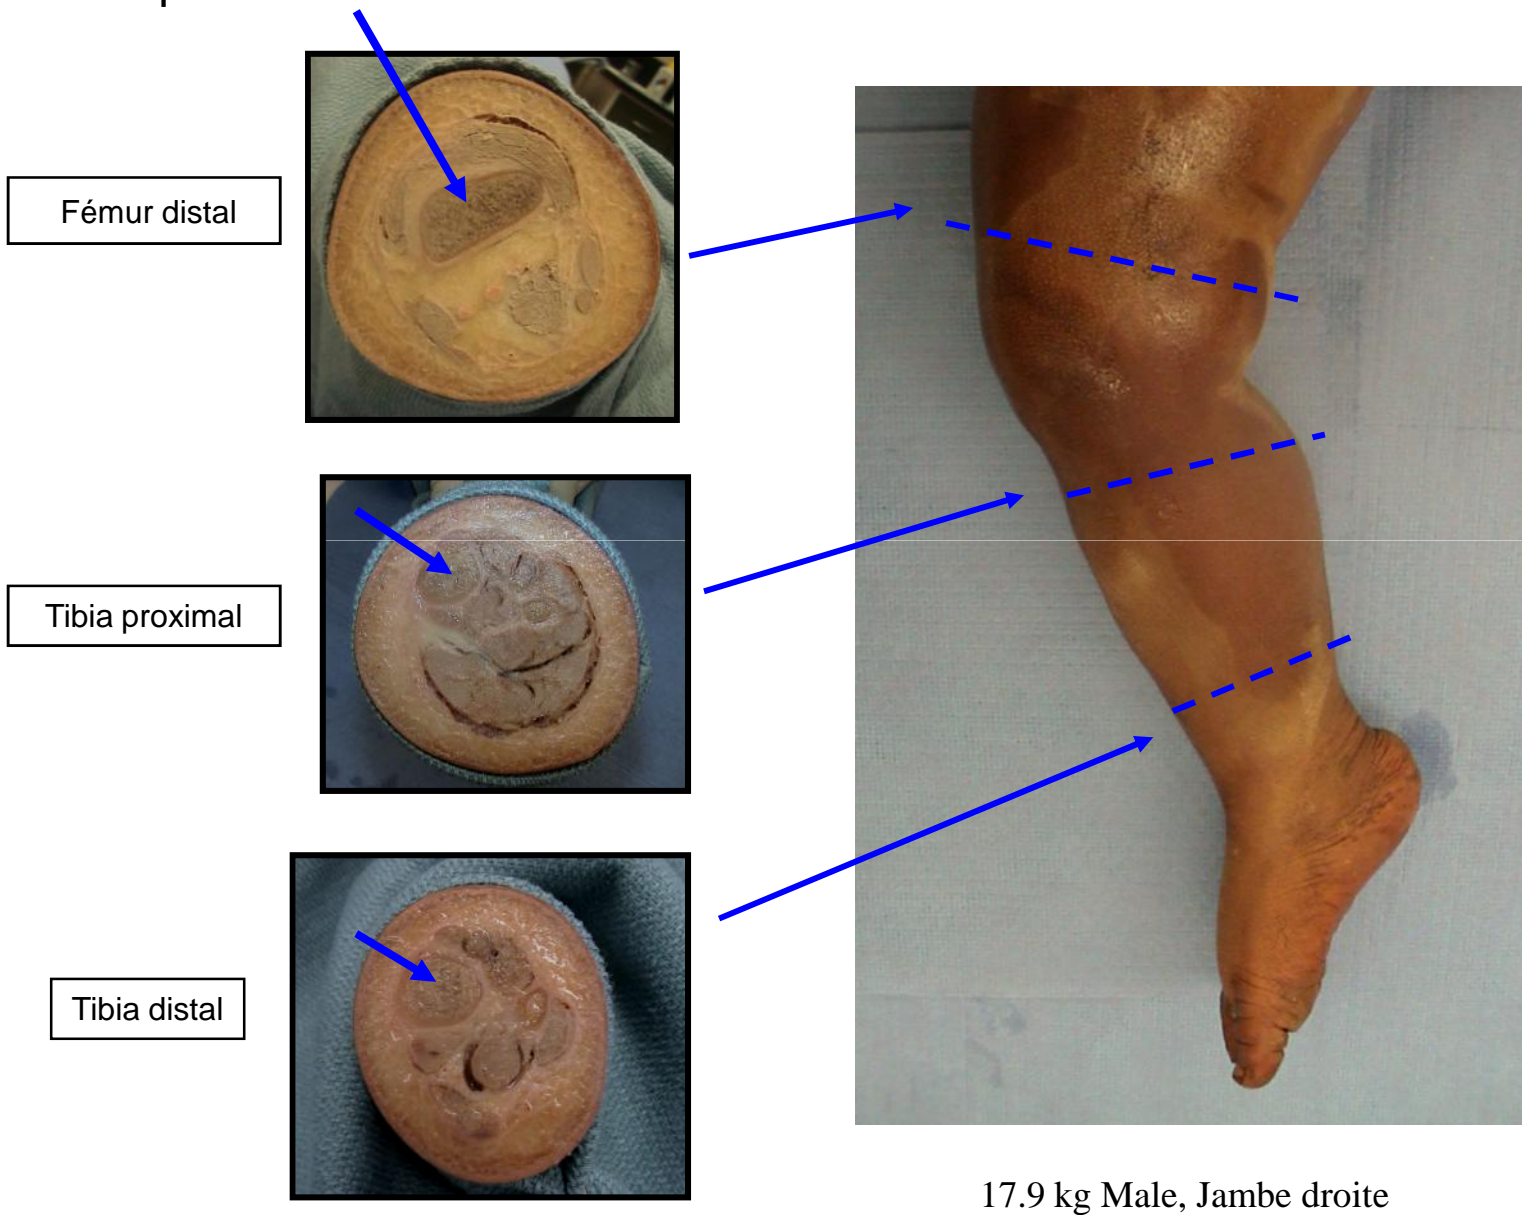 Fémur distal
Tibia proximal
Tibia distal
17.9 kg Male, Jambe droite